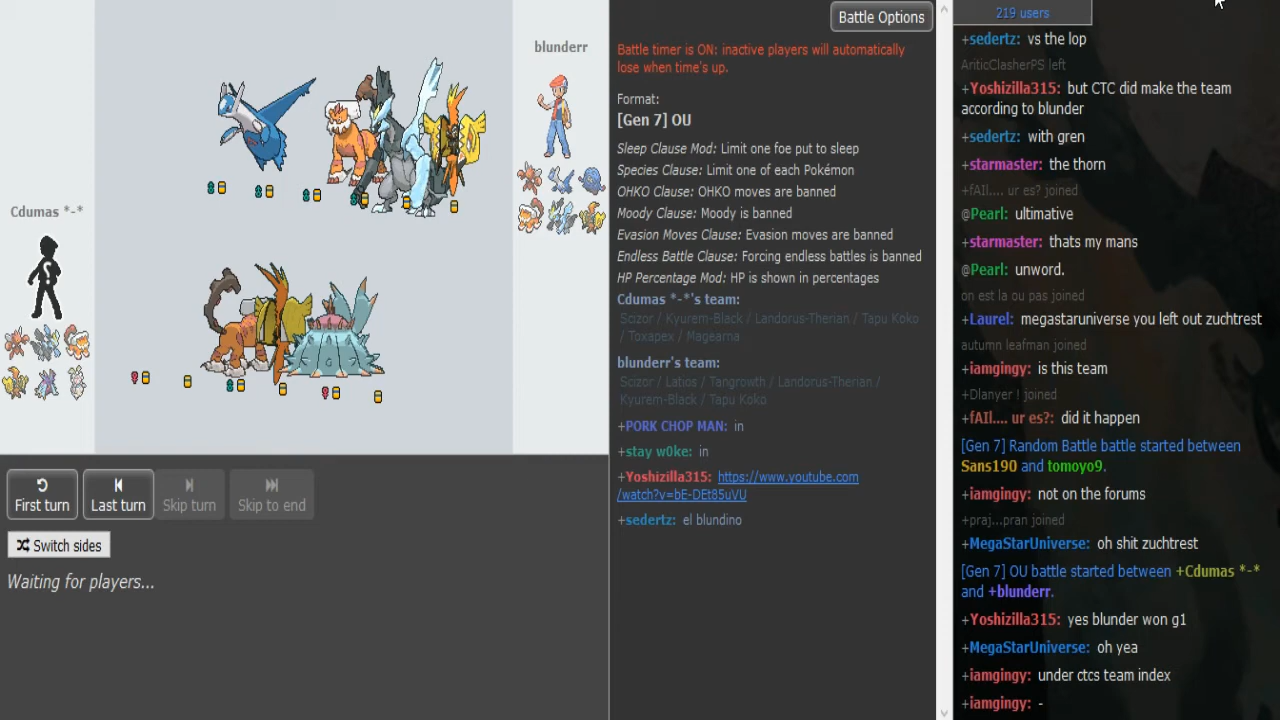 Cdumas *-*
First turn
Last turn
Skip turn
Skip to end
Switch sides
Waiting for players...
blunderr
Battle Options
Battle timer is ON: inactive players will automatically
lose when time's up.
Format:
[Gen 7] OU
Sleep Clause Mod: Limit one foe put to sleep
Species Clause: Limit one of each Pokémon
OHKO Clause: OHKO moves are banned
Moody Clause: Moody is banned
Evasion Moves Clause: Evasion moves are banned
Endless Battle Clause: Forcing endless battles is banned
HP Percentage Mod: HP is shown in percentages
Cdumas *-*'s team:
Scizor / Kyurem-Black / Landorus-Therian / Tapu Koko
/ Toxapex / Magearna
blunderr's team:
Scizor / Latios / Tangrowth / Landorus-Therian /
Kyurem-Black / Tapu Koko
+PORK CHOP MAN: in
+stay w0ke: in
+Yoshizilla315: https://www.youtube.com
/watch?v=bE-DEt85uVU
+sedertz: el blundino
219 users
+sedertz: vs the lop
AriticClasherPS left
+Yoshizilla315: but CTC did make the team
according to blunder
+sedertz: with gren
+starmaster: the thorn
+fAIl.... ur es? joined
@Pearl: ultimative
+starmaster: thats my mans
@Pearl: unword.
on est la ou pas joined
+Laurel: megastaruniverse you left out zuchtrest
autumn leafman joined
+iamgingy: is this team
+Dlanyer ! joined
+fAIl.... ur es?: did it happen
[Gen 7] Random Battle battle started between
Sans190 and tomoyo9.
+iamgingy: not on the forums
+praj...pran joined
+MegaStarUniverse: oh shit zuchtrest
[Gen 7] OU battle started between +Cdumas *-*
and +blunderr.
+Yoshizilla315: yes blunder won g1
+MegaStarUniverse: oh yea
+iamgingy: under ctcs team index
+iamgingy: -